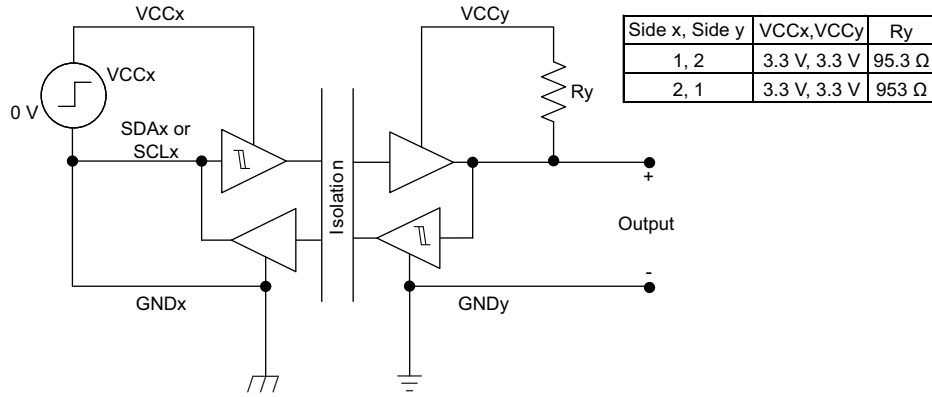 VCCx
VCCy
Side x, Side y VCCx,VCCy Ry
1, 2 3.3 V, 3.3 V 95.3 Ω
2, 1 3.3 V, 3.3 V 953 Ω
VCCx
0 V
Ry
SDAx or
SCLx
Isolation
+
Output
-
GNDx
GNDy